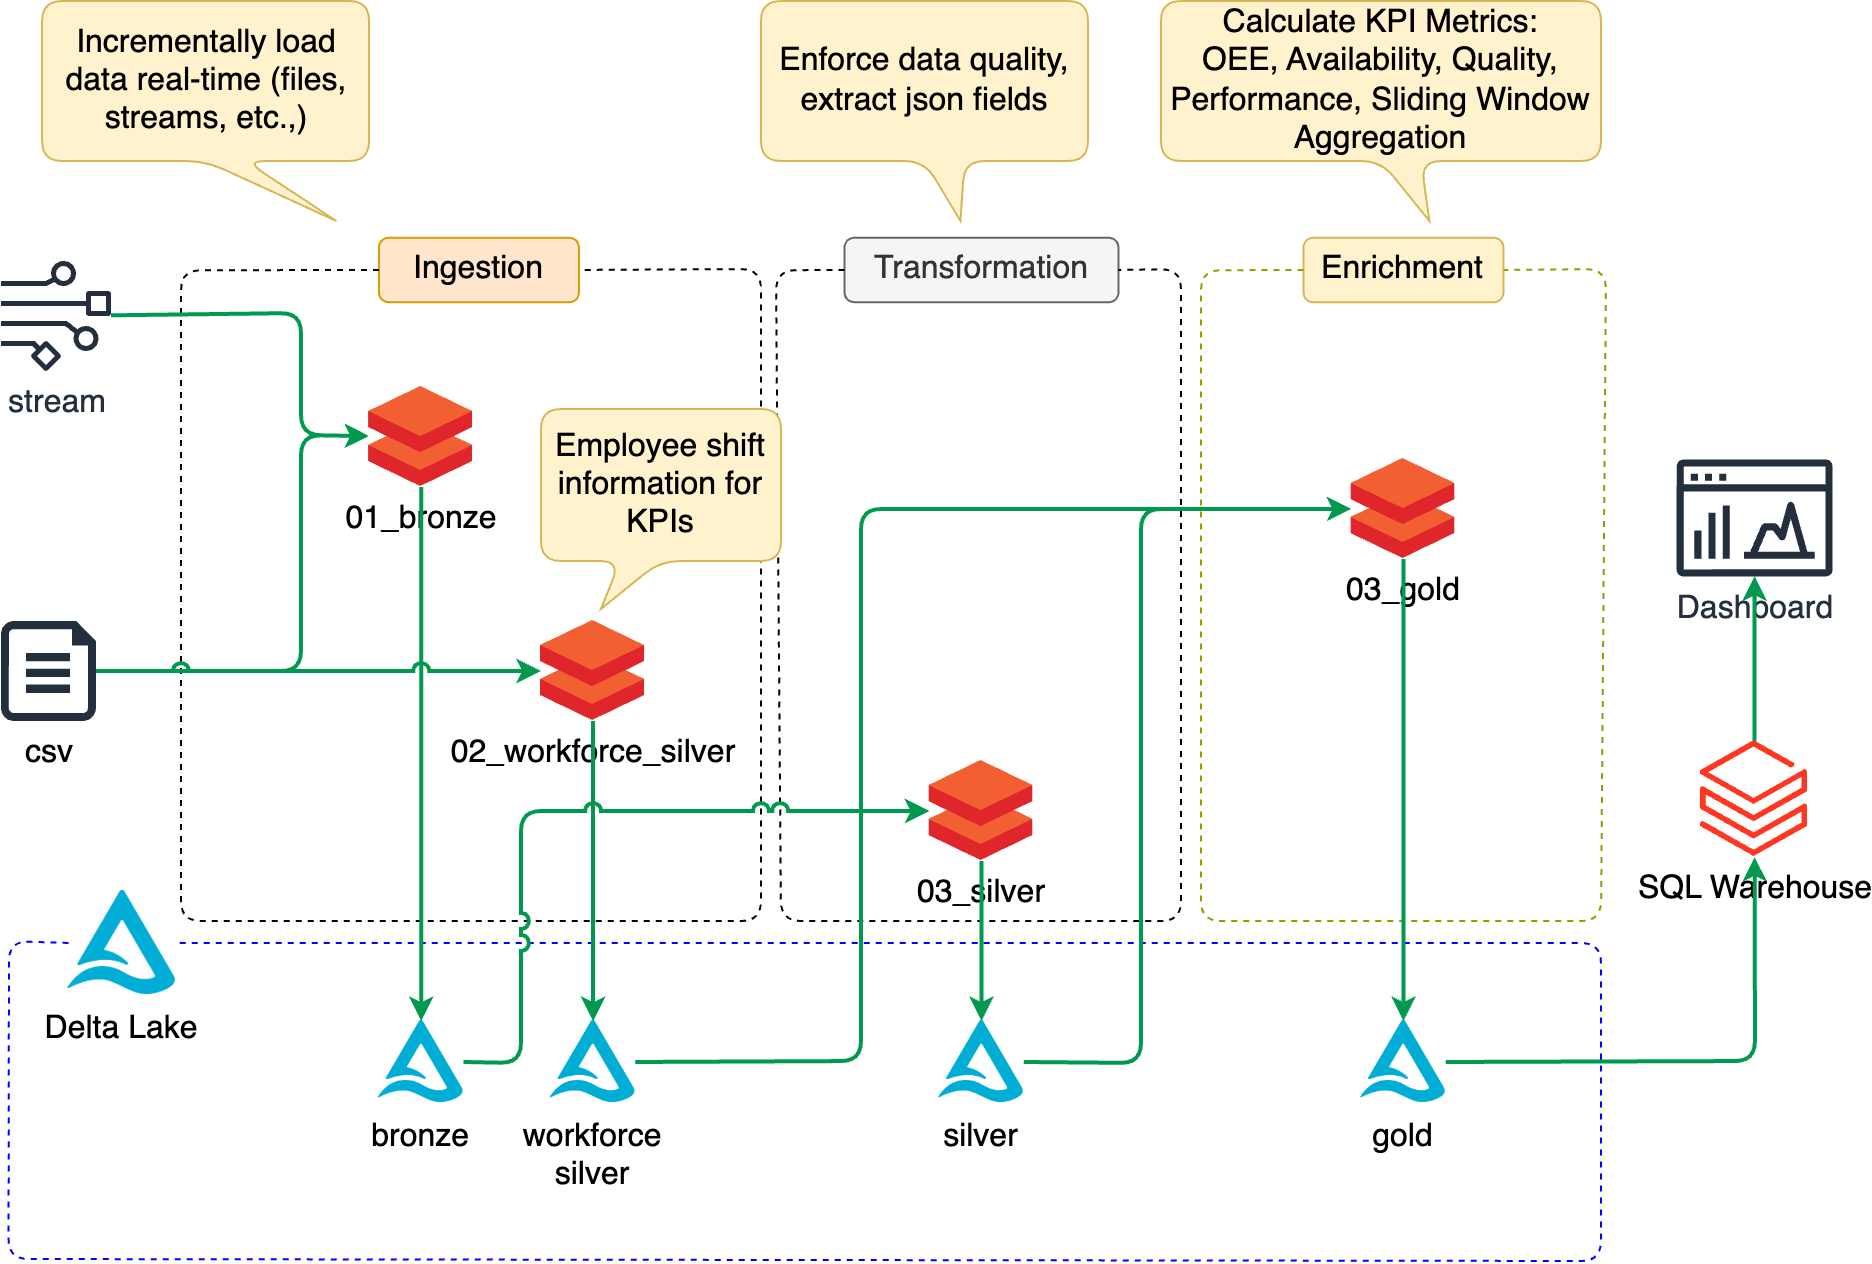 Incrementally load
data real-time (files,
streams, etc.,)
Enforce data quality,
extract json fields
Calculate KPI Metrics:
OEE, Availability, Quality,
Performance, Sliding Window
Aggregation
Ingestion
Transformation
Enrichment
stream
01_bronze
Employee shift
information for
KPIs
03_gold
Dashboard
csv
02_workforce_silver
03_silver
SQL Warehouse
Delta Lake
bronze
workforce
silver
silver
gold